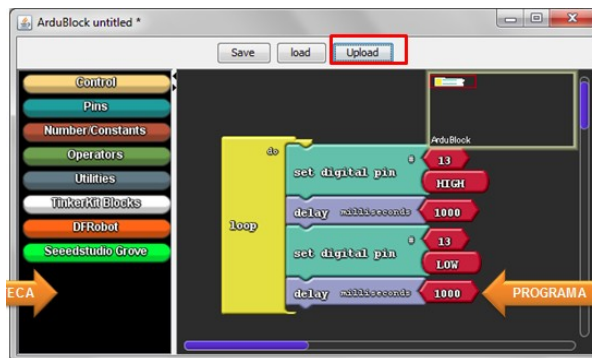 ArduBlock untitled *
Save load Upload
Control
Pins
Number/Constants
Operators
Utilities
TinkerKit Blocks
DFRobot
Seeedstudio Grove
ECA
ArduBlock
loop
do
set digital pin # 13
HIGH
delay milliseconds 1000
set digital pin # 13
LOW
delay milliseconds 1000
PROGRAMA